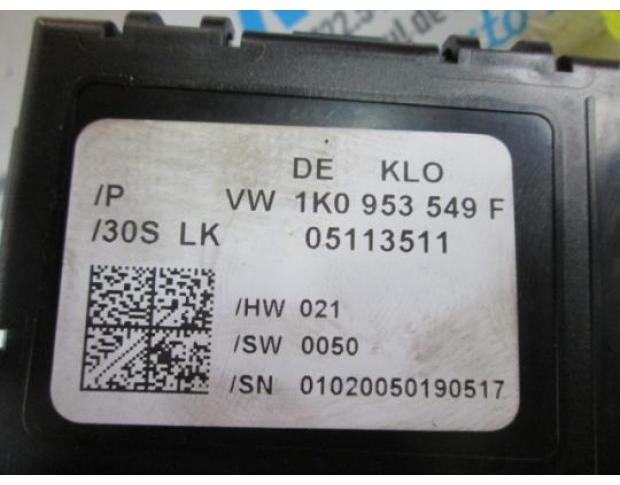 DE KLO
/P VW 1K0 953 549 F
/30S LK 05113511
/HW 021
/SW 0050
/SN 01020050190517